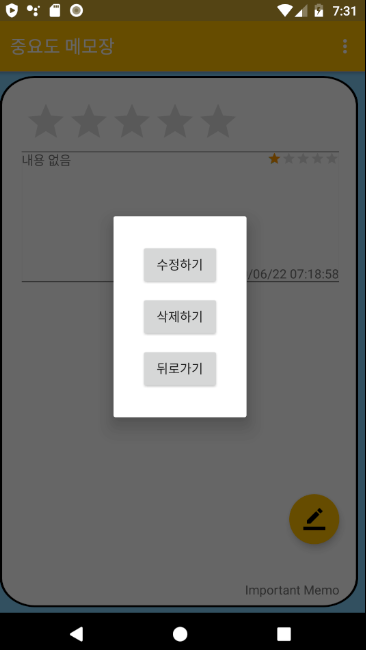 7:31
중요도 메모장
내용 없음
수정하기
/06/22 07:18:58
삭제하기
뒤로가기
Important Memo